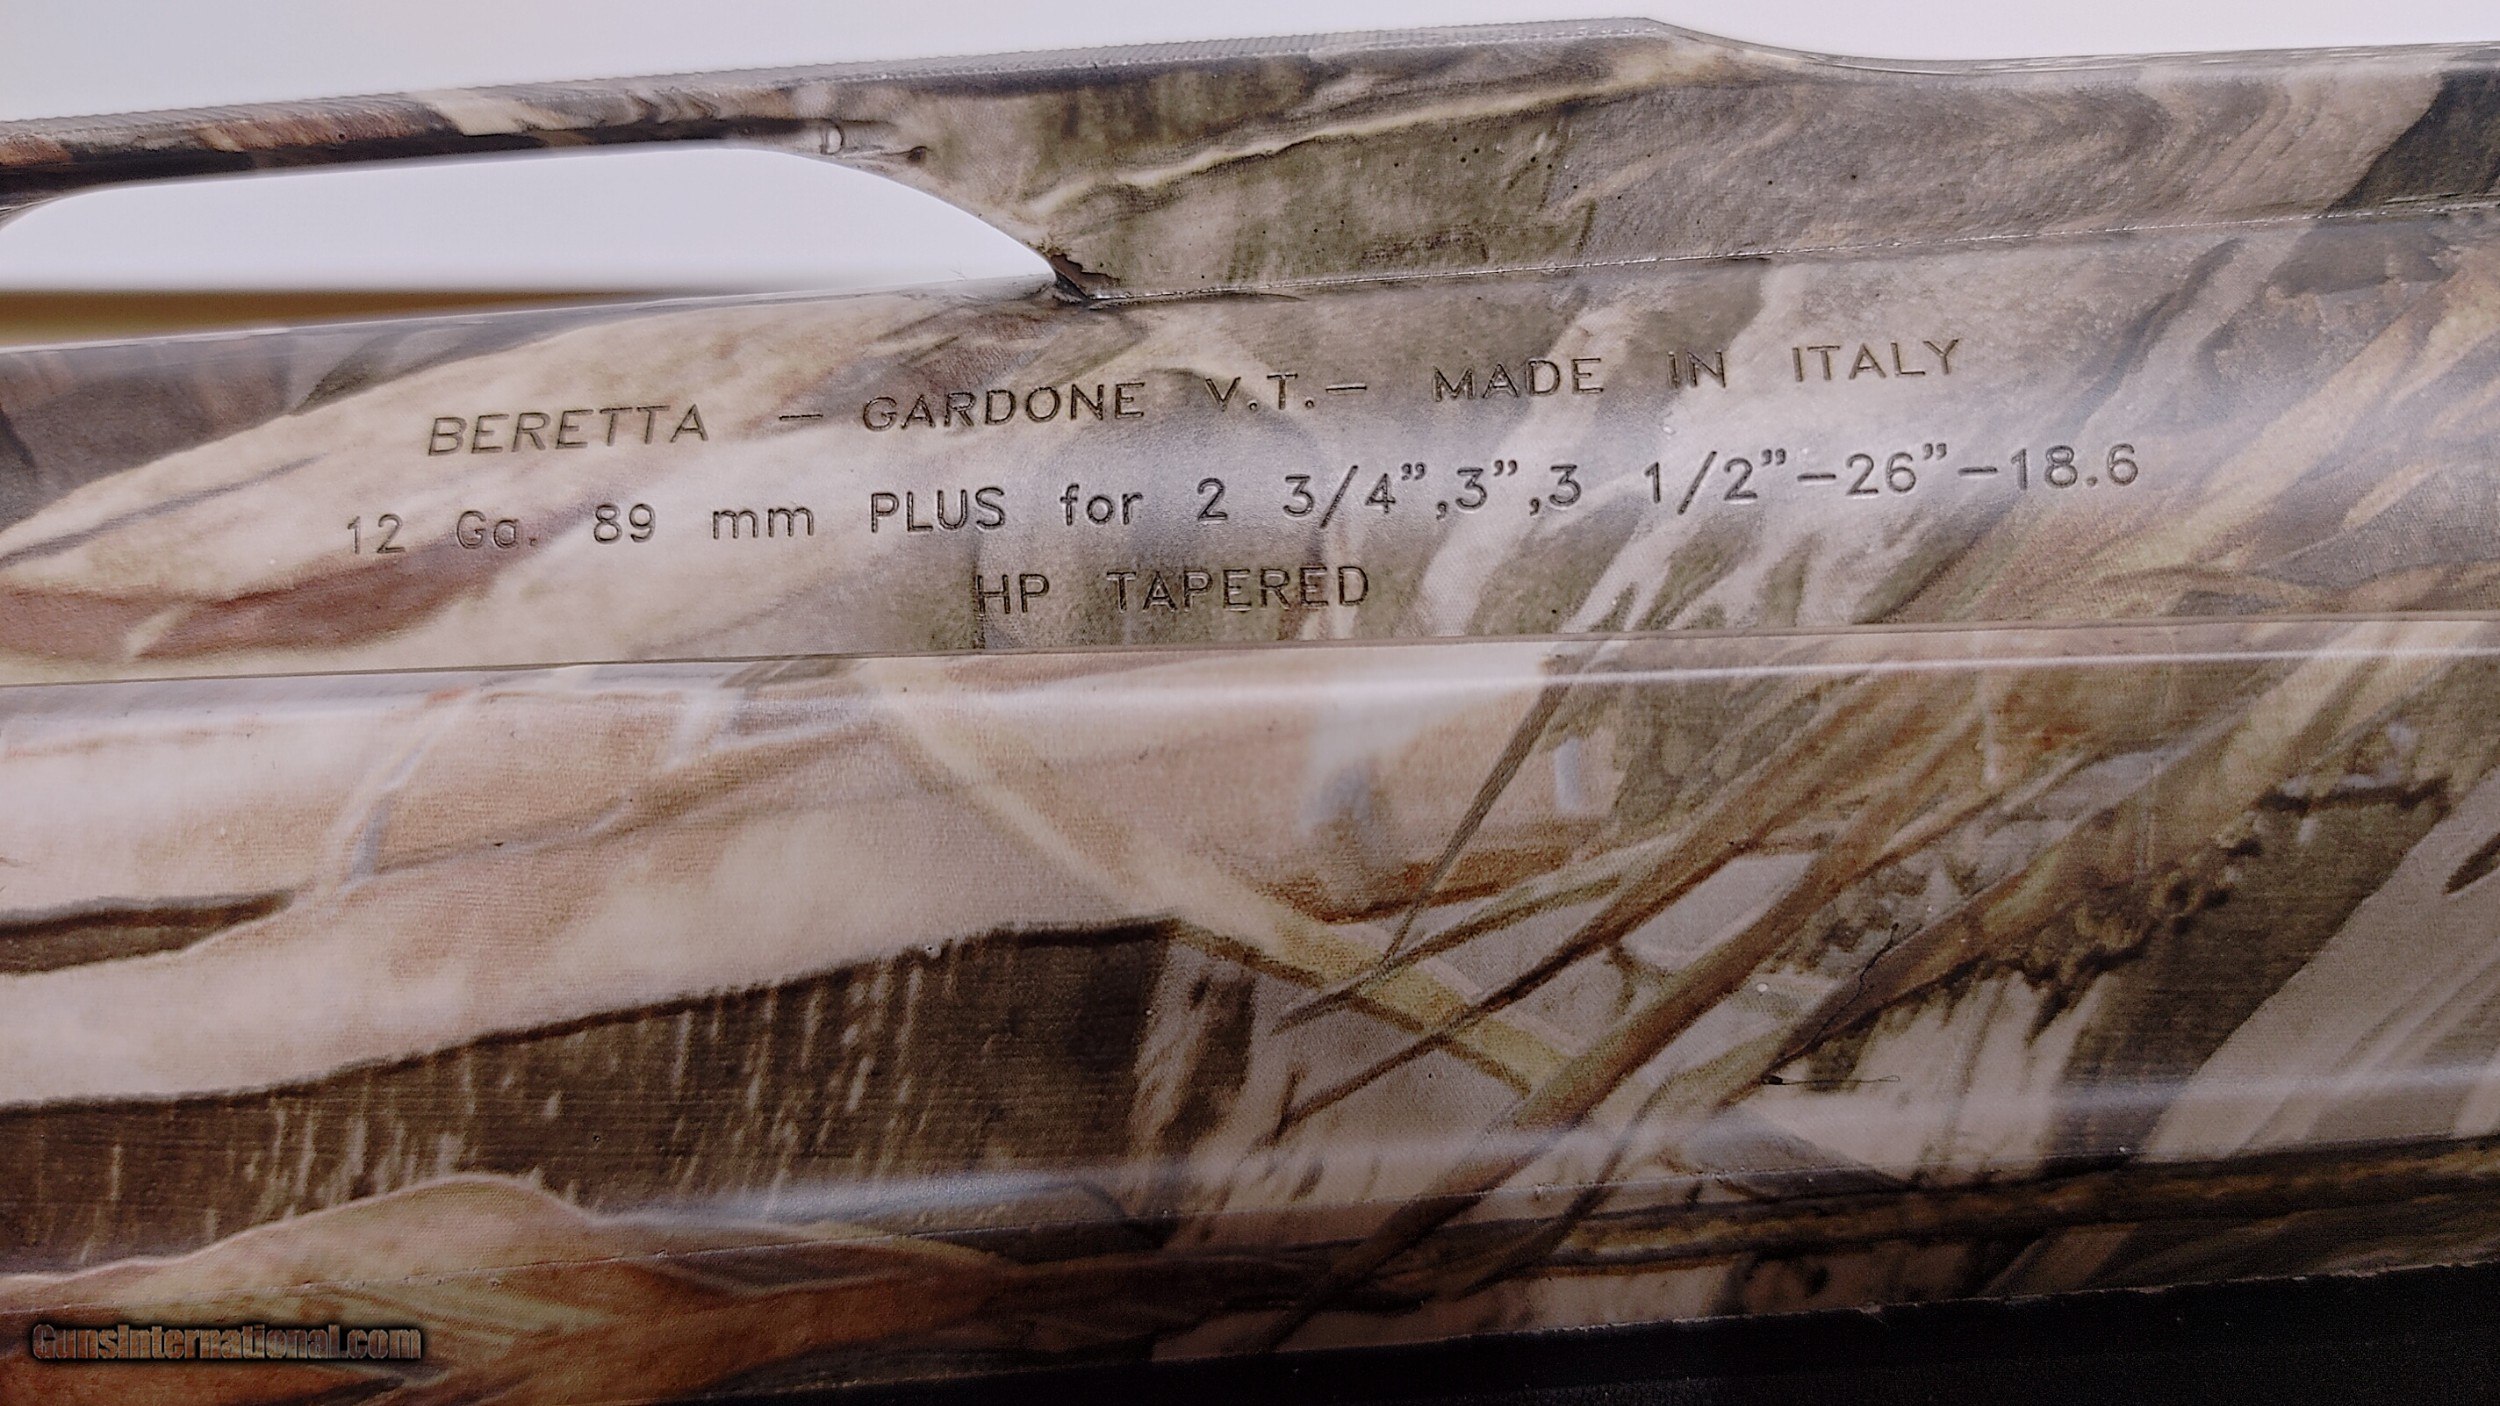 BERETTA – GARDONE V.T.– MADE IN ITALY
12 Ga. 89 mm PLUS for 2 3/4”,3”,3 1/2”–26”–18.6
HP TAPERED
GunsInternational.com